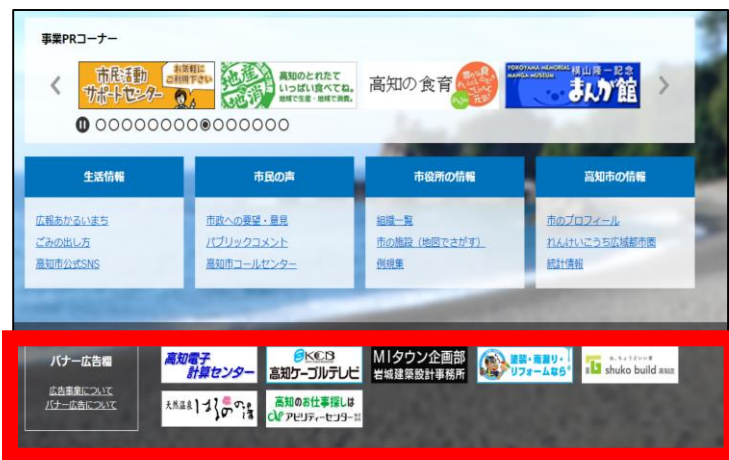 事業PRコーナー
市民活動
サポートセンター
お気軽に
ご利用下さい
地産
地消
高知のとれたて
いっぱい食べてね。
地域で生産・地域で消費。
高知の食育
YOKOYAMA MEMORIAL
MANGA MUSEUM
横山隆一記念
まんが館
生活情報
市民の声
市役所の情報
高知市の情報
広報あかるいまち
市政への要望・意見
組織一覧
市のプロフィール
ごみの出し方
パブリックコメント
市の施設(地図でさがす)
れんけいこうち広域都市圏
高知市公式SNS
高知市コールセンター
例規集
統計情報
バナー広告欄
広告事業について
バナー広告について
高知電子
計算センター
KCB
高知ケーブルテレビ
MIタウン企画部
岩城建築設計事務所
塗装・雨漏り・
リフォームなら
ちょうどいい家
shuko build 高知店
天然温泉 はるのの湯
高知のお仕事探しは
アビリティーセンター